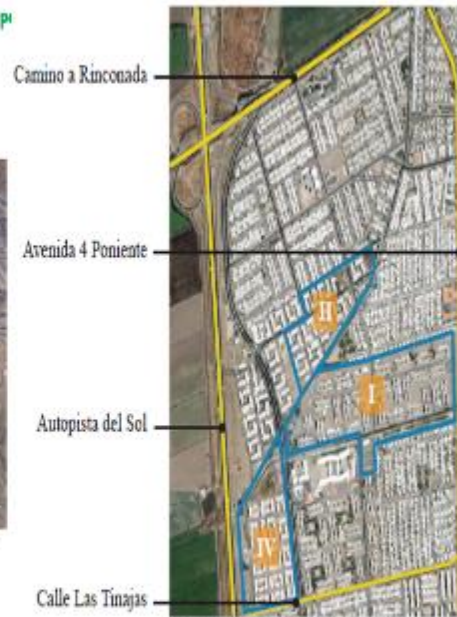 Camino a Rinconada
Avenida 4 Poniente
II
I
Autopista del Sol
IV
Calle Las Tinajas